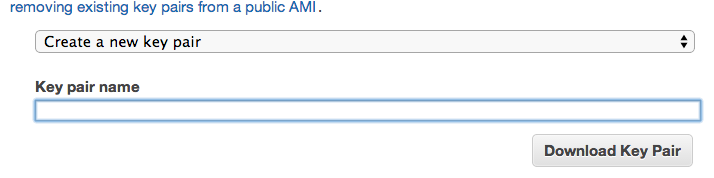 removing existing key pairs from a public AMI.
Create a new key pair
Key pair name
Download Key Pair